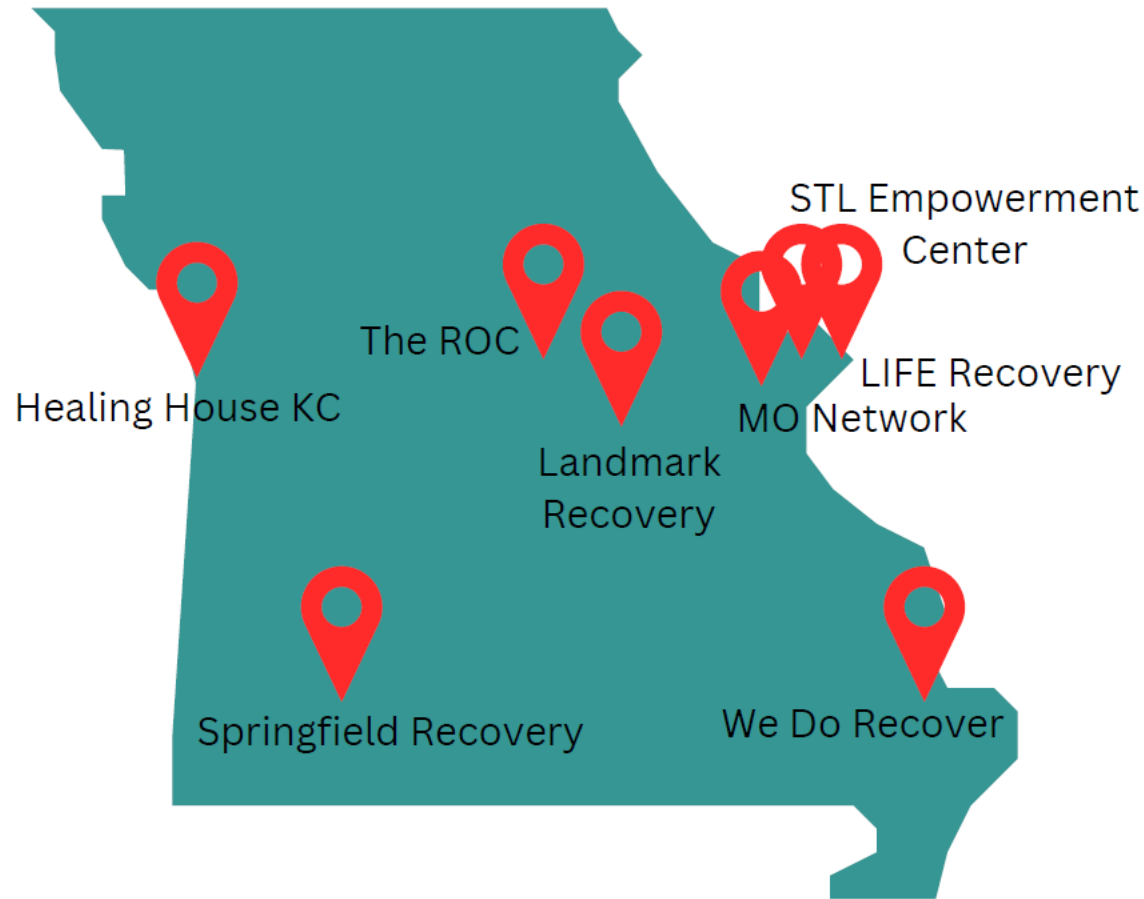 STL Empowerment
Center
The ROC
LIFE Recovery
Healing House KC
MO Network
Landmark
Recovery
Springfield Recovery
We Do Recover